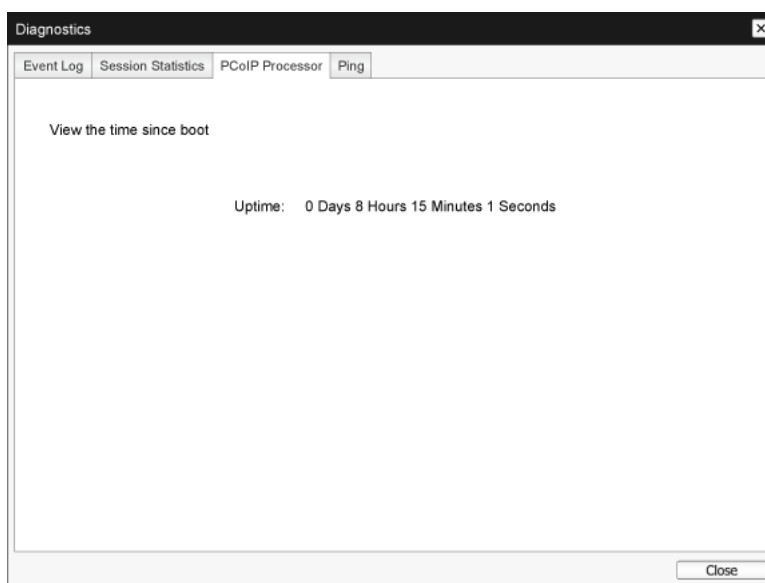 Diagnostics
Event Log Session Statistics PCoIP Processor Ping
View the time since boot
Uptime: 0 Days 8 Hours 15 Minutes 1 Seconds
Close